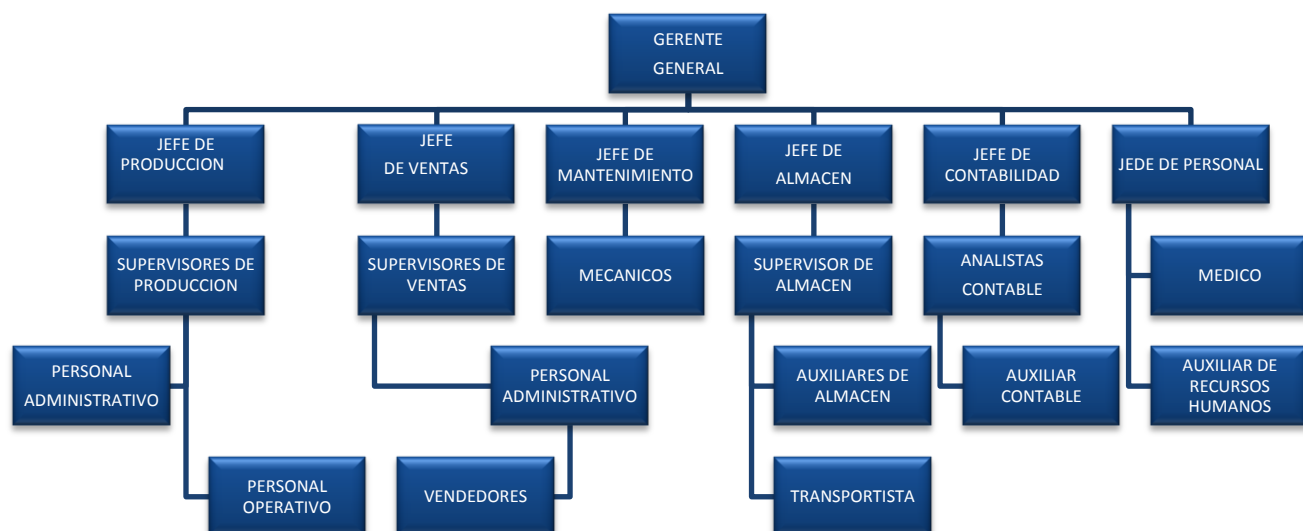 GERENTE
GENERAL
JEFE DE
PRODUCCION
JEFE
DE VENTAS
JEFE DE
MANTENIMIENTO
JEFE DE
ALMACEN
JEFE DE
CONTABILIDAD
JEDE DE PERSONAL
SUPERVISORES DE
PRODUCCION
SUPERVISORES DE
VENTAS
MECANICOS
SUPERVISOR DE
ALMACEN
ANALISTAS
CONTABLE
MEDICO
PERSONAL
ADMINISTRATIVO
PERSONAL
ADMINISTRATIVO
AUXILIARES DE
ALMACEN
AUXILIAR
CONTABLE
AUXILIAR DE
RECURSOS
HUMANOS
PERSONAL
OPERATIVO
VENDEDORES
TRANSPORTISTA